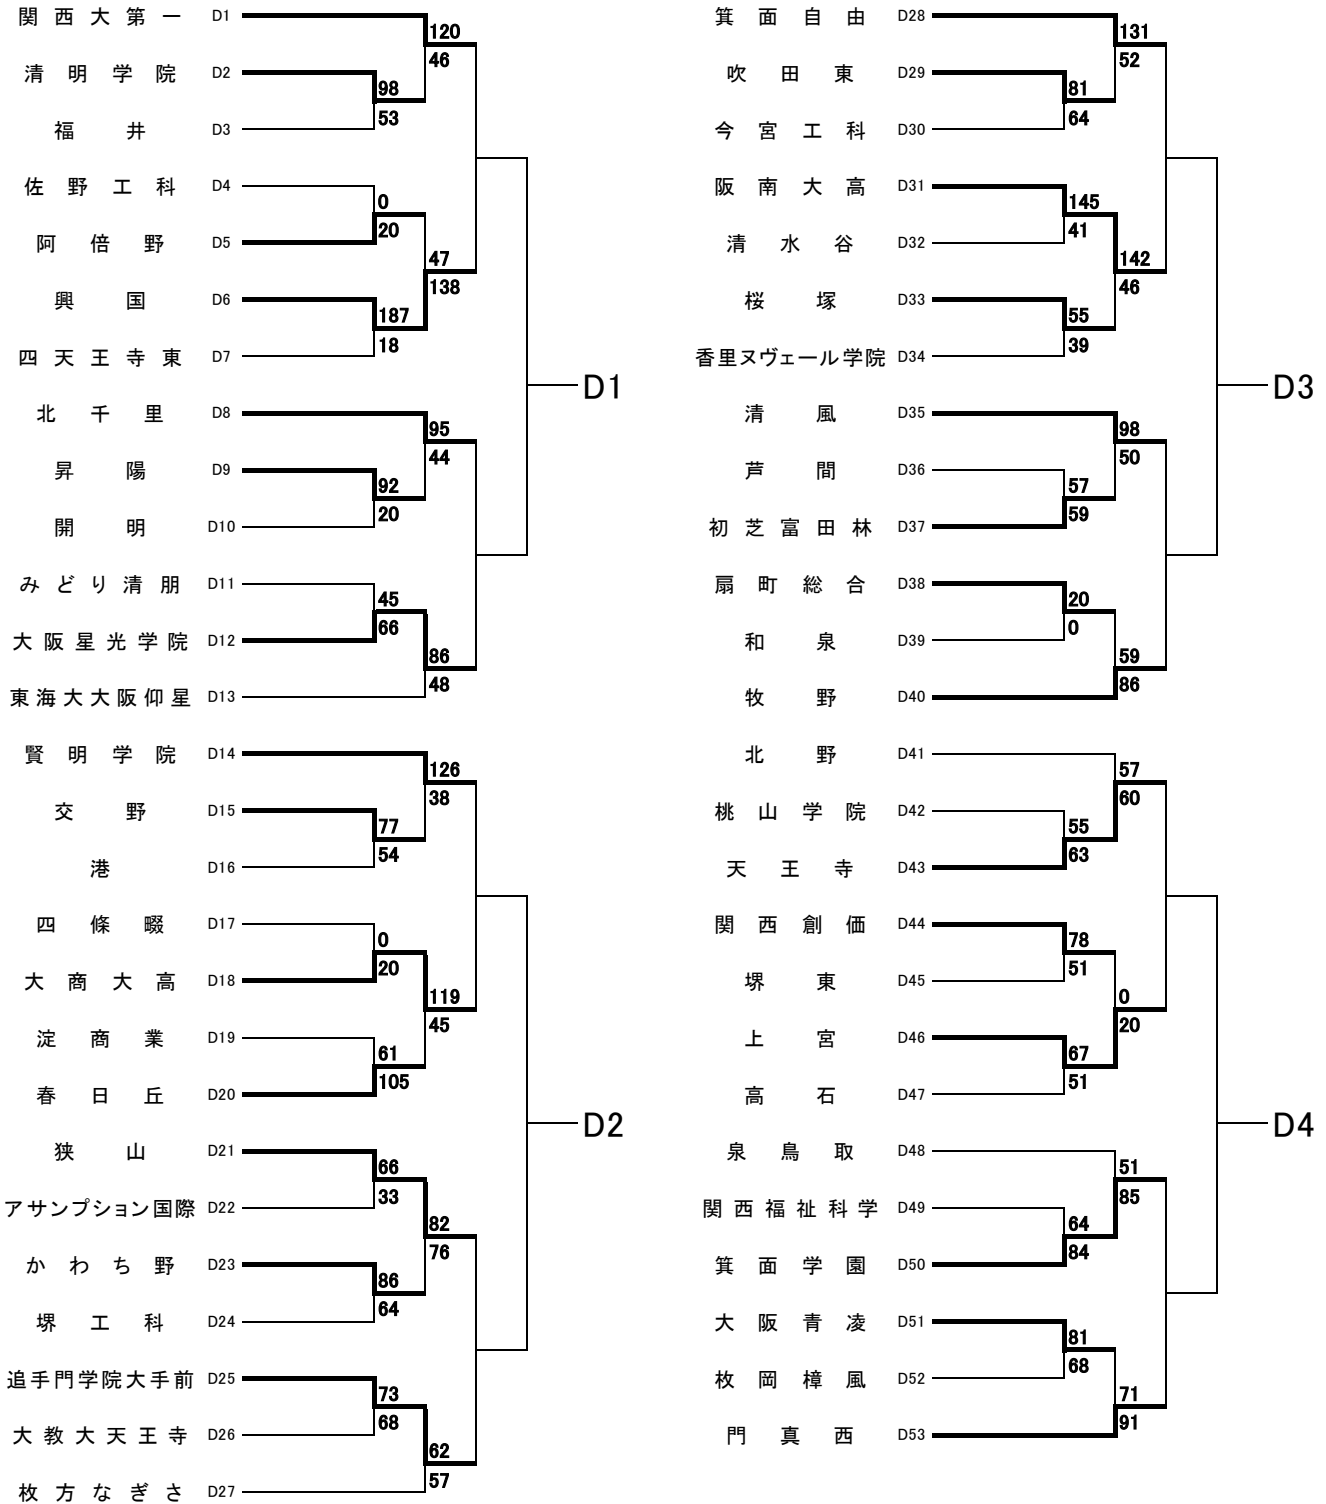 関西大第一 D1
120
46
清明学院 D2
98
53
福井 D3
佐野工科 D4
0
20
阿倍野 D5
47
138
興国 D6
187
18
四天王寺東 D7
D1
北千里 D8
95
44
昇陽 D9
92
20
開明 D10
みどり清朋 D11
45
66
大阪星光学院 D12
86
48
東海大大阪仰星 D13
賢明学院 D14
126
38
交野 D15
77
54
港 D16
四條畷 D17
0
20
大商大高 D18
119
45
淀商業 D19
61
105
春日丘 D20
D2
狭山 D21
66
33
アサンプション国際 D22
82
76
かわち野 D23
86
64
堺工科 D24
追手門学院大手前 D25
73
68
大教大天王寺 D26
62
57
枚方なぎさ D27
箕面自由 D28
131
52
吹田東 D29
81
64
今宮工科 D30
阪南大高 D31
145
41
清水谷 D32
142
46
桜塚 D33
55
39
香里ヌヴェール学院 D34
D3
清風 D35
98
50
芦間 D36
57
59
初芝富田林 D37
扇町総合 D38
20
0
和泉 D39
59
86
牧野 D40
北野 D41
57
60
桃山学院 D42
55
63
天王寺 D43
関西創価 D44
78
51
堺東 D45
0
20
上宮 D46
67
51
高石 D47
D4
泉鳥取 D48
51
85
関西福祉科学 D49
64
84
箕面学園 D50
大阪青凌 D51
81
68
枚岡樟風 D52
71
91
門真西 D53